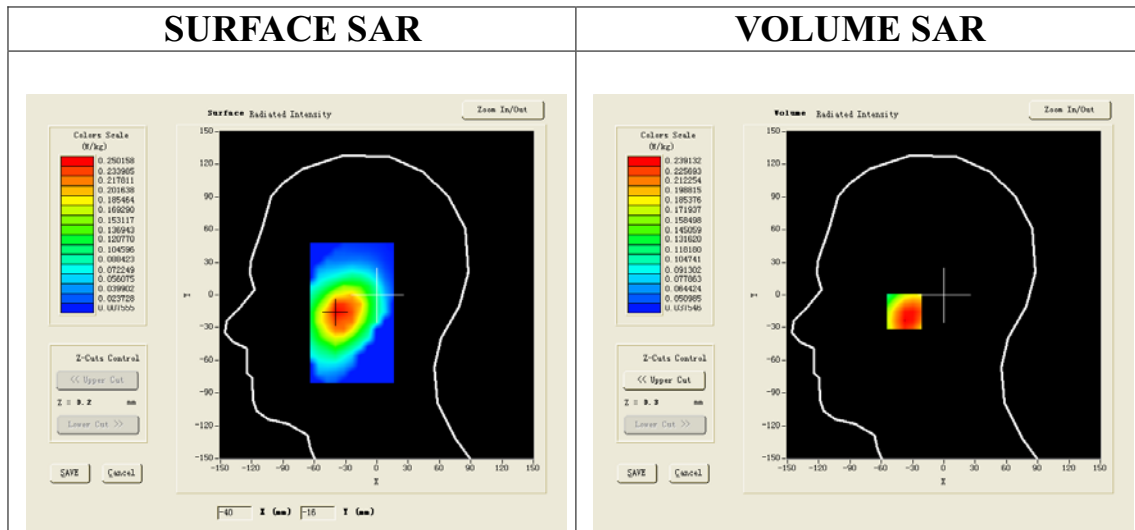 SURFACE SAR
VOLUME SAR
Surface Radiated Intensity
Zoom In/Out
Colors Scale
(W/kg)
0.250158
0.233985
0.217811
0.201638
0.185464
0.169290
0.153117
0.136943
0.120770
0.104596
0.088423
0.072249
0.056075
0.039902
0.023728
0.007555
150
120
90
60
30
0
-30
-60
-90
-120
-150
Y
-150 -120 -90 -60 -30 0 30 60 90 120 150
X
Z-Cuts Control
<< Upper Cut
Z = 0.2 mm
Lower Cut >>
SAVE Cancel
-40 X (mm) -16 Y (mm)
Volume Radiated Intensity
Zoom In/Out
Colors Scale
(W/kg)
0.239132
0.225693
0.212254
0.198815
0.185376
0.171937
0.158498
0.145059
0.131620
0.118180
0.104741
0.091302
0.077863
0.064424
0.050985
0.037546
150
120
90
60
30
0
-30
-60
-90
-120
-150
Y
-150 -120 -90 -60 -30 0 30 60 90 120 150
X
Z-Cuts Control
<< Upper Cut
Z = 0.3 mm
Lower Cut >>
SAVE Cancel